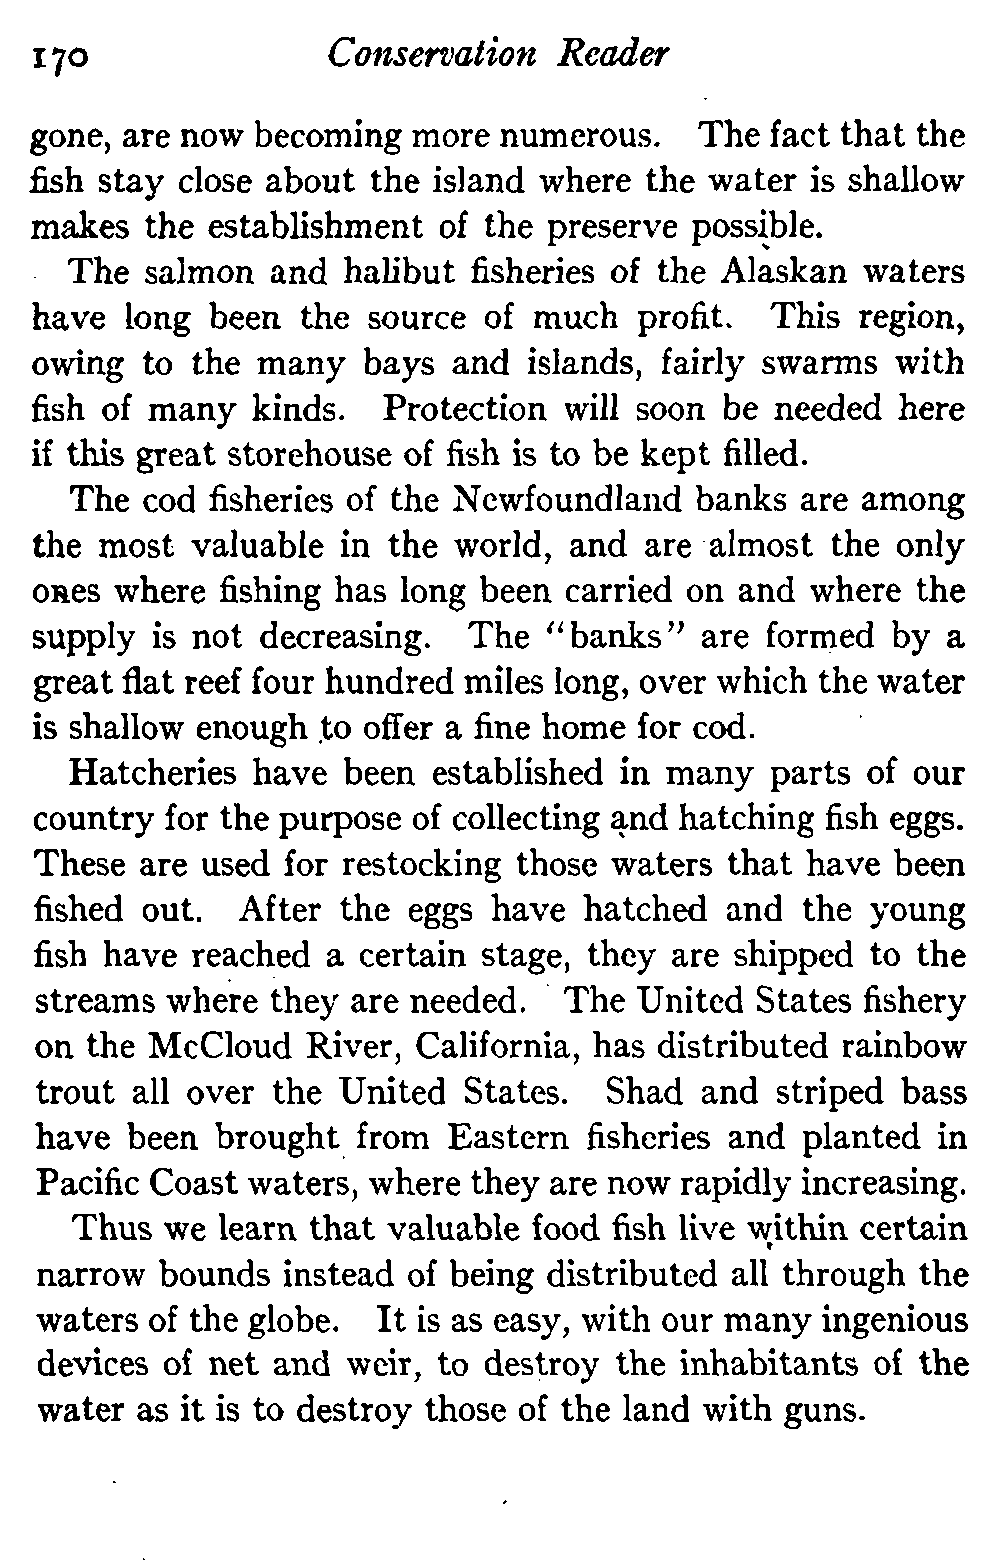 170 Conservation Reader
gone, are now becoming more numerous. The fact that the
fish stay close about the island where the water is shallow
makes the establishment of the preserve possible.
The salmon and halibut fisheries of the Alaskan waters
have long been the source of much profit. This region,
owing to the many bays and islands, fairly swarms with
fish of many kinds. Protection will soon be needed here
if this great storehouse of fish is to be kept filled.
The cod fisheries of the Newfoundland banks are among
the most valuable in the world, and are almost the only
ones where fishing has long been carried on and where the
supply is not decreasing. The "banks" are formed by a
great flat reef four hundred miles long, over which the water
is shallow enough to offer a fine home for cod.
Hatcheries have been established in many parts of our
country for the purpose of collecting and hatching fish eggs.
These are used for restocking those waters that have been
fished out. After the eggs have hatched and the young
fish have reached a certain stage, they are shipped to the
streams where they are needed. The United States fishery
on the McCloud River, California, has distributed rainbow
trout all over the United States. Shad and striped bass
have been brought from Eastern fisheries and planted in
Pacific Coast waters, where they are now rapidly increasing.
Thus we learn that valuable food fish live within certain
narrow bounds instead of being distributed all through the
waters of the globe. It is as easy, with our many ingenious
devices of net and weir, to destroy the inhabitants of the
water as it is to destroy those of the land with guns.